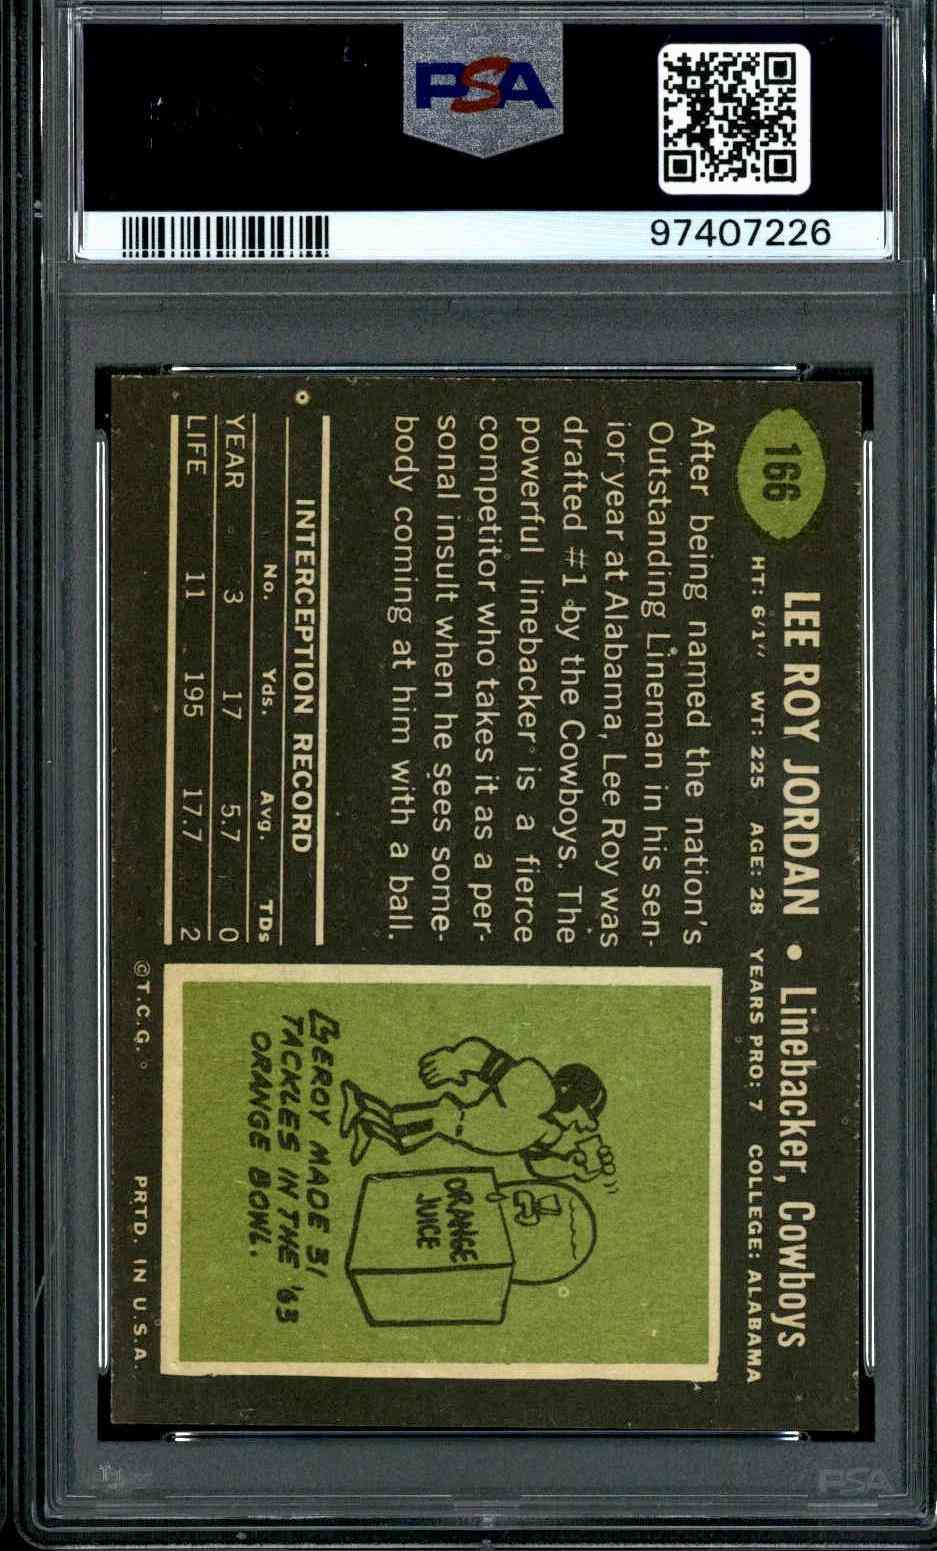 PSA
97407226
166
LEE ROY JORDAN • Linebacker, Cowboys
HT: 6'1" WT: 225 AGE: 28 YEARS PRO: 7 COLLEGE: ALABAMA
After being named the nation's
Outstanding Lineman in his sen-
ior year at Alabama, Lee Roy was
drafted #1 by the Cowboys. The
powerful linebacker is a fierce
competitor who takes it as a per-
sonal insult when he sees some-
body coming at him with a ball.
INTERCEPTION RECORD
No. Yds. Avg. TDs
YEAR 3 17 5.7 0
LIFE 11 195 17.7 2
ORANGE
JUICE
LEROY MADE 31
TACKLES IN THE '63
ORANGE BOWL.
©T.C.G. PRTD. IN U.S.A.
PSA